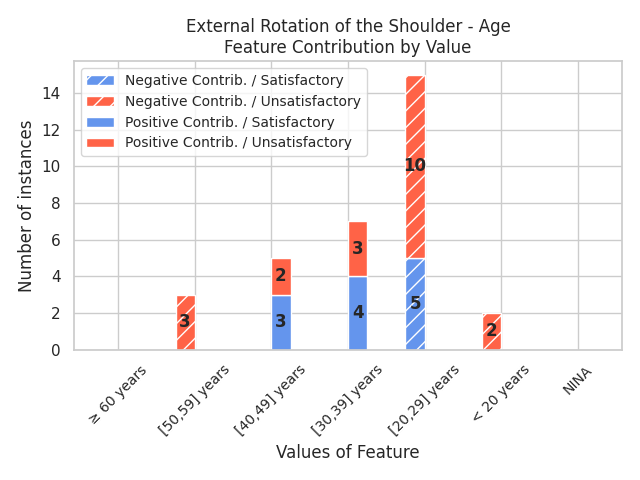 External Rotation of the Shoulder - Age
Feature Contribution by Value
Negative Contrib. / Satisfactory
Negative Contrib. / Unsatisfactory
Positive Contrib. / Satisfactory
Positive Contrib. / Unsatisfactory
Number of instances
14
12
10
8
6
4
2
0
3
3
2
4
3
5
10
2
≥ 60 years
[50,59] years
[40,49] years
[30,39] years
[20,29] years
< 20 years
NINA
Values of Feature